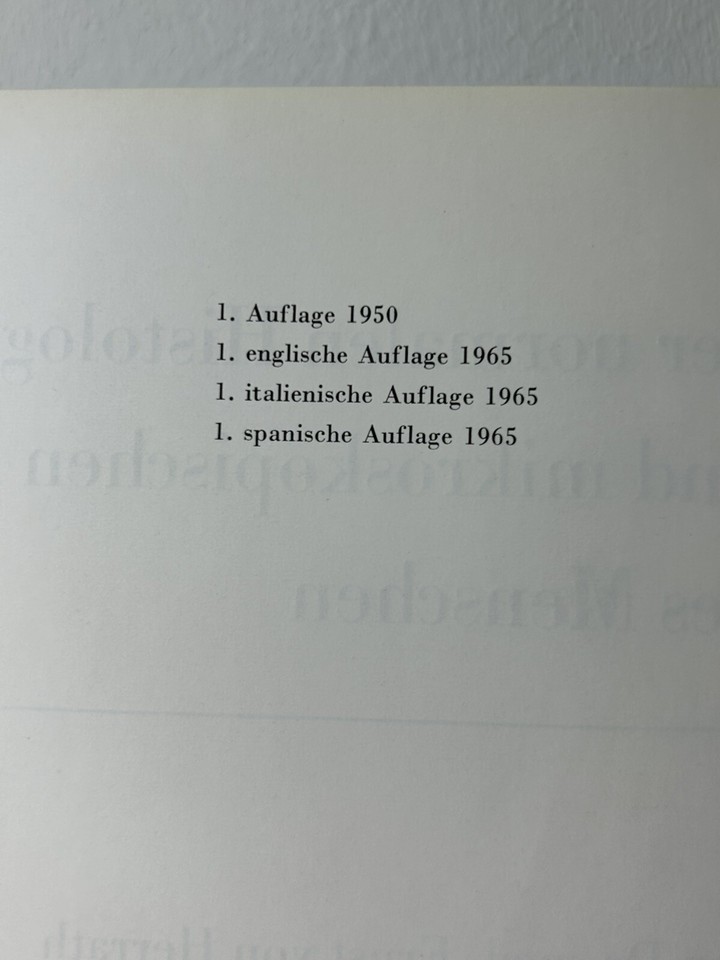 1. Auflage 1950
1. englische Auflage 1965
1. italienische Auflage 1965
1. spanische Auflage 1965